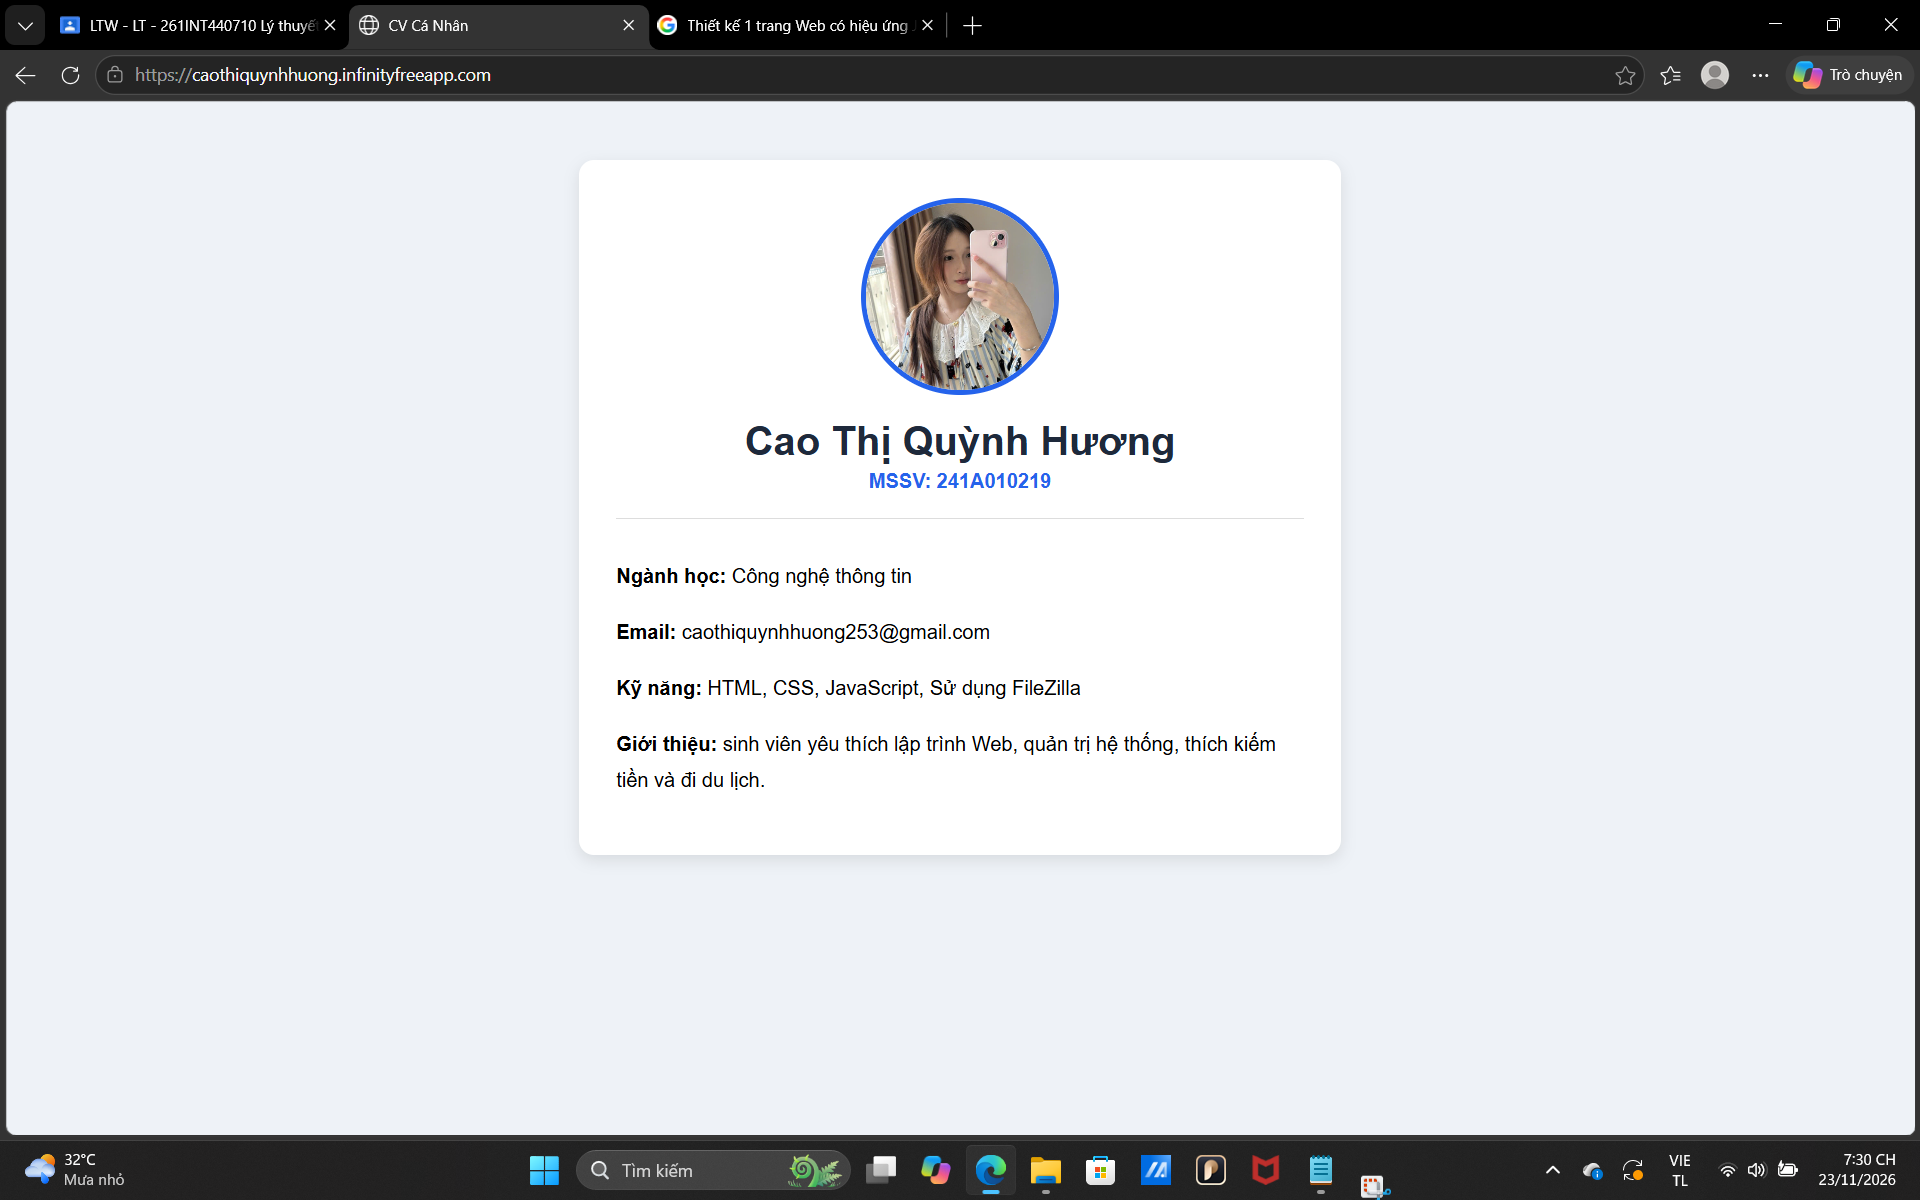 LTW - LT - 261INT440710 Lý thuyết
CV Cá Nhân
Thiết kế 1 trang Web có hiệu ứng
https://caothiquynhhuong.infinityfreeapp.com
Trò chuyện
Cao Thị Quỳnh Hương
MSSV: 241A010219
Ngành học: Công nghệ thông tin
Email: caothiquynhhuong253@gmail.com
Kỹ năng: HTML, CSS, JavaScript, Sử dụng FileZilla
Giới thiệu: sinh viên yêu thích lập trình Web, quản trị hệ thống, thích kiếm
tiền và đi du lịch.
32°C
Mưa nhỏ
Tìm kiếm
VIE
TL
7:30 CH
23/11/2026